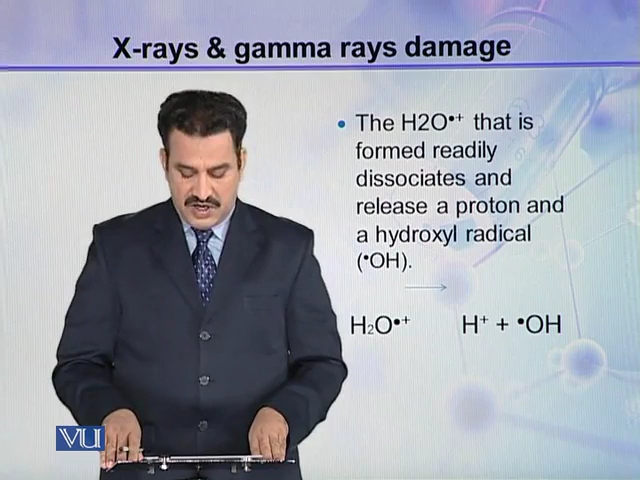 X-rays & gamma rays damage
• The H2O•+ that is
formed readily
dissociates and
release a proton and
a hydroxyl radical
(•OH).
H₂O•+ H⁺ + •OH
VU